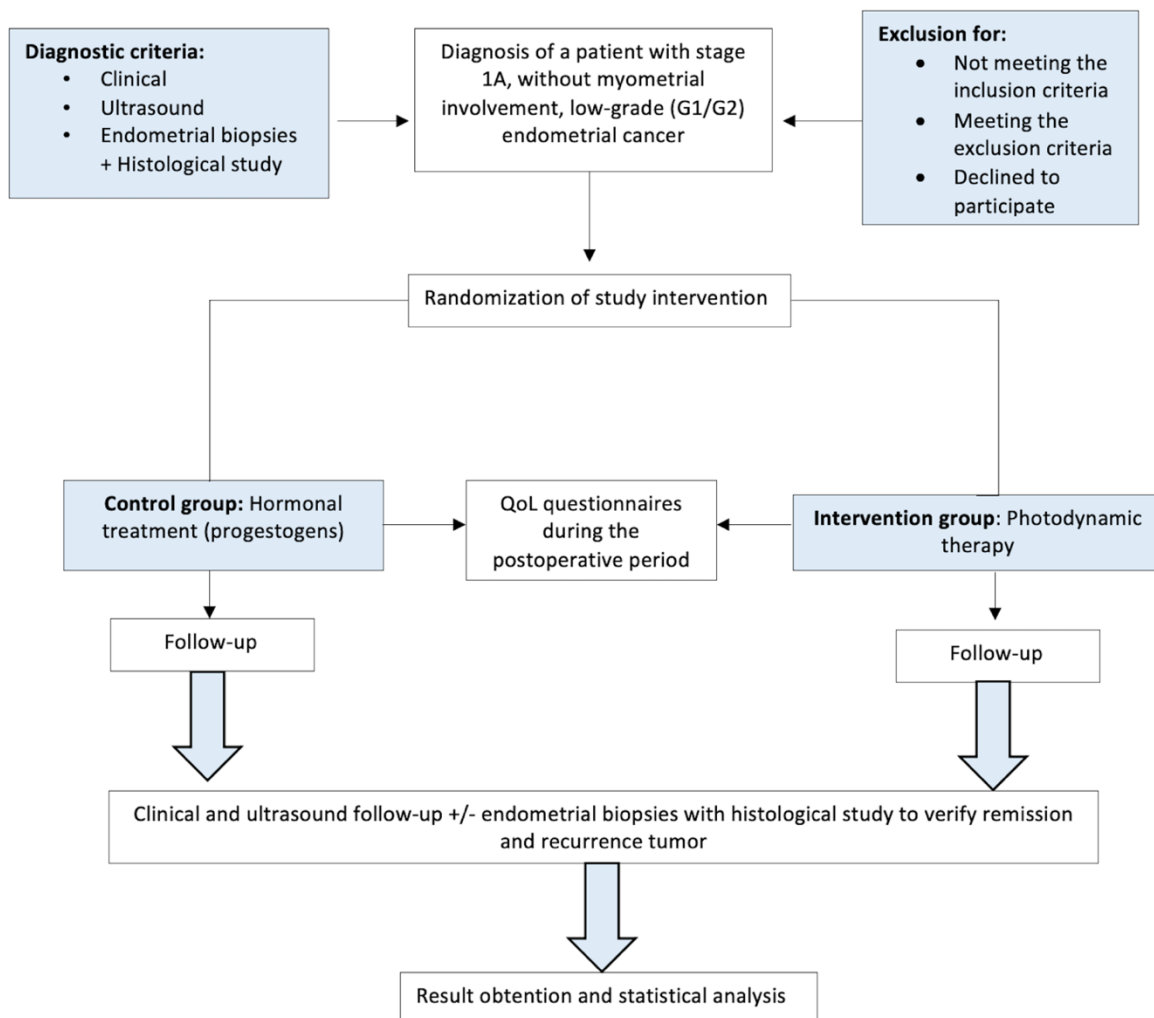 Diagnostic criteria:
• Clinical
• Ultrasound
• Endometrial biopsies
+ Histological study
Diagnosis of a patient with stage
1A, without myometrial
involvement, low-grade (G1/G2)
endometrial cancer
Exclusion for:
• Not meeting the
inclusion criteria
• Meeting the
exclusion criteria
• Declined to
participate
Randomization of study intervention
Control group: Hormonal
treatment (progestogens)
QoL questionnaires
during the
postoperative period
Intervention group: Photodynamic
therapy
Follow-up
Follow-up
Clinical and ultrasound follow-up +/- endometrial biopsies with histological study to verify remission
and recurrence tumor
Result obtention and statistical analysis